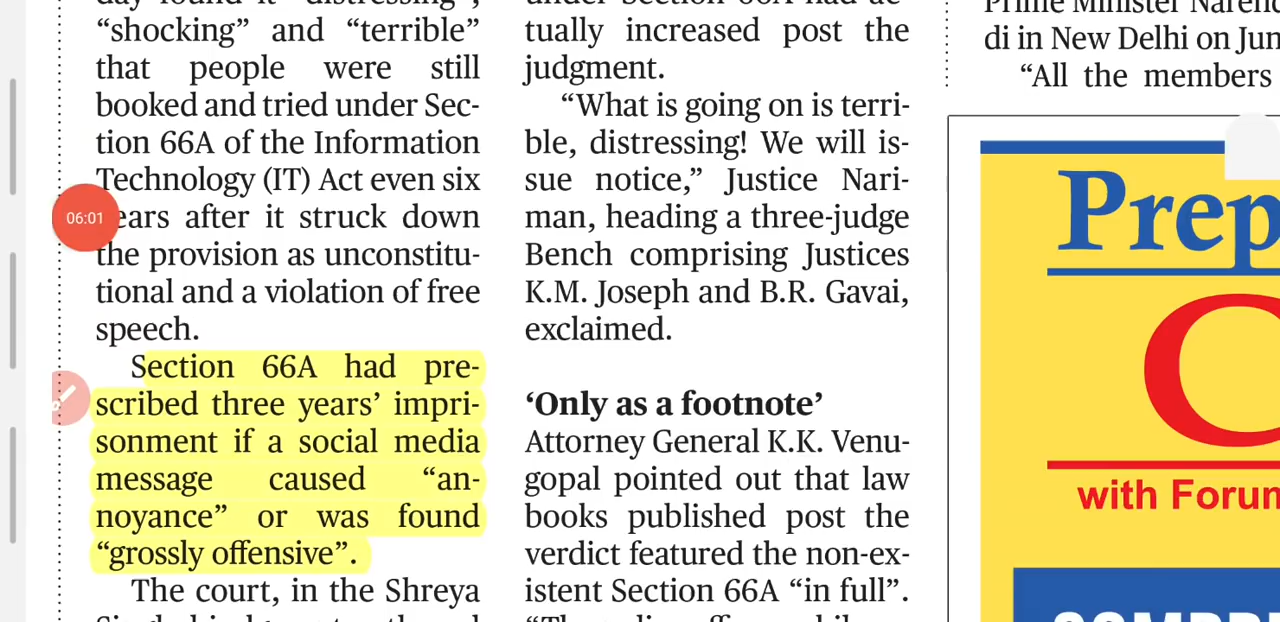 “shocking” and “terrible”
that people were still
booked and tried under Sec-
tion 66A of the Information
Technology (IT) Act even six
ears after it struck down
the provision as unconstitu-
tional and a violation of free
speech.
Section 66A had pre-
scribed three years’ impri-
sonment if a social media
message caused “an-
noyance” or was found
“grossly offensive”.
The court, in the Shreya
06:01
tually increased post the
judgment.
“What is going on is terri-
ble, distressing! We will is-
sue notice,” Justice Nari-
man, heading a three-judge
Bench comprising Justices
K.M. Joseph and B.R. Gavai,
exclaimed.
‘Only as a footnote’
Attorney General K.K. Venu-
gopal pointed out that law
books published post the
verdict featured the non-ex-
istent Section 66A “in full”.
Prime Minister Narend
di in New Delhi on Jun
“All the members
Prep
C
with Forun